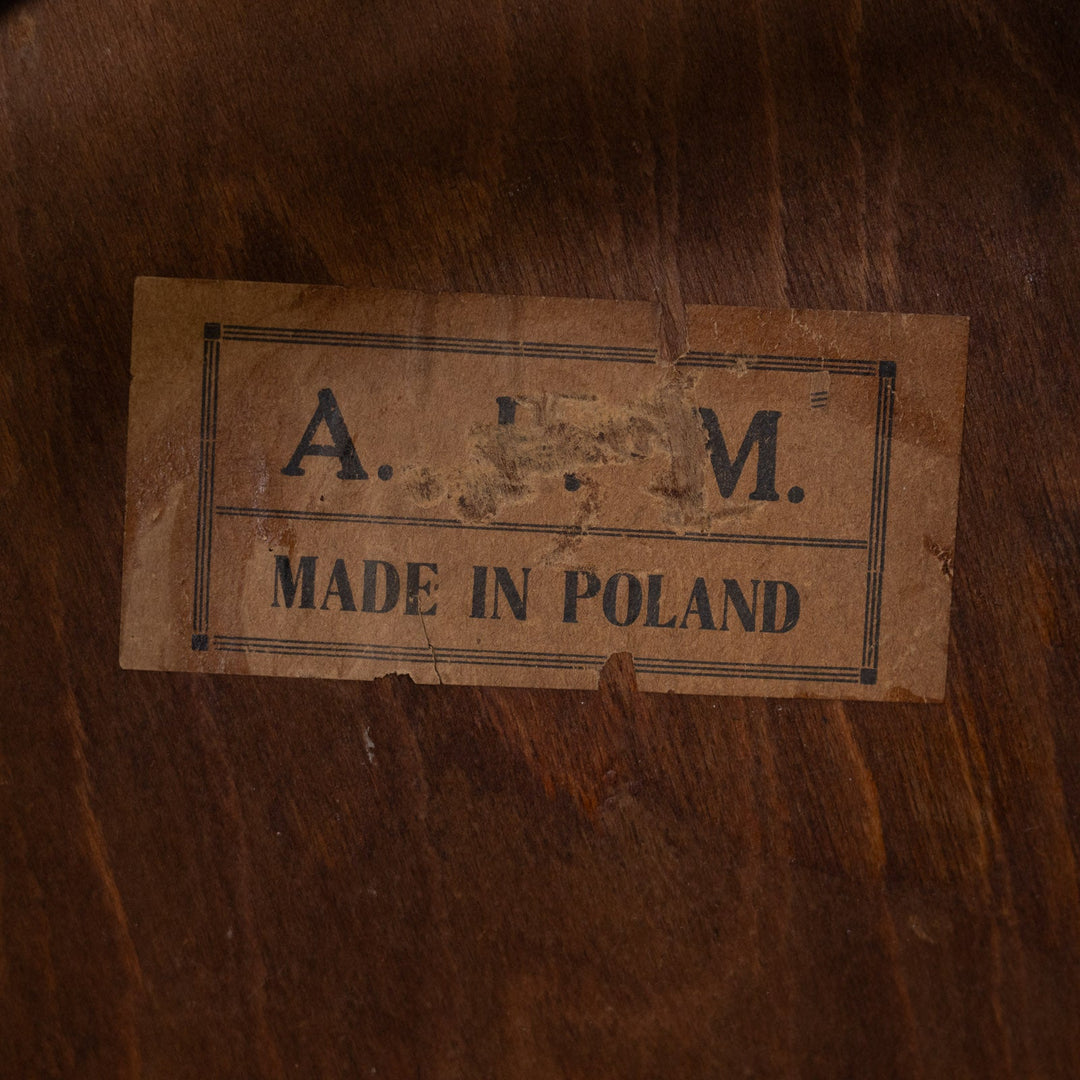 A. . M.
MADE IN POLAND